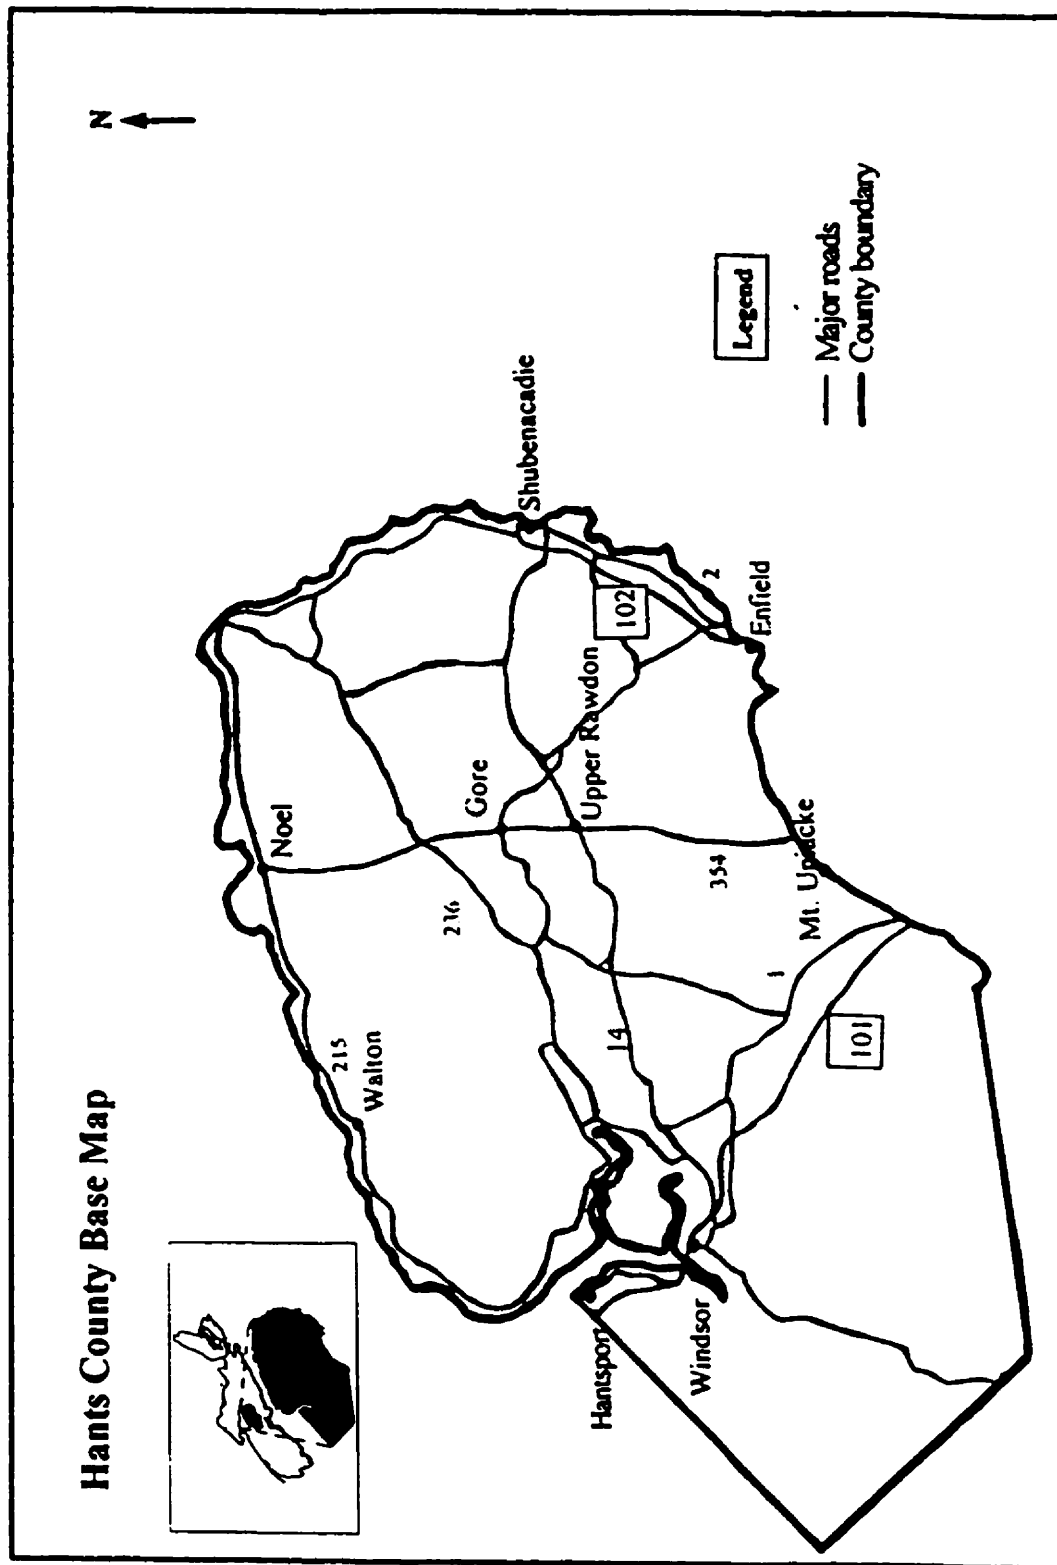 Hants County Base Map
N
Noel
215
Walton
236
Gore
Shubenacadie
14
Upper Rawdon
102
Hantsport
Windsor
354
2
Enfield
1
Mt. Uniacke
101
Legend
Major roads
County boundary